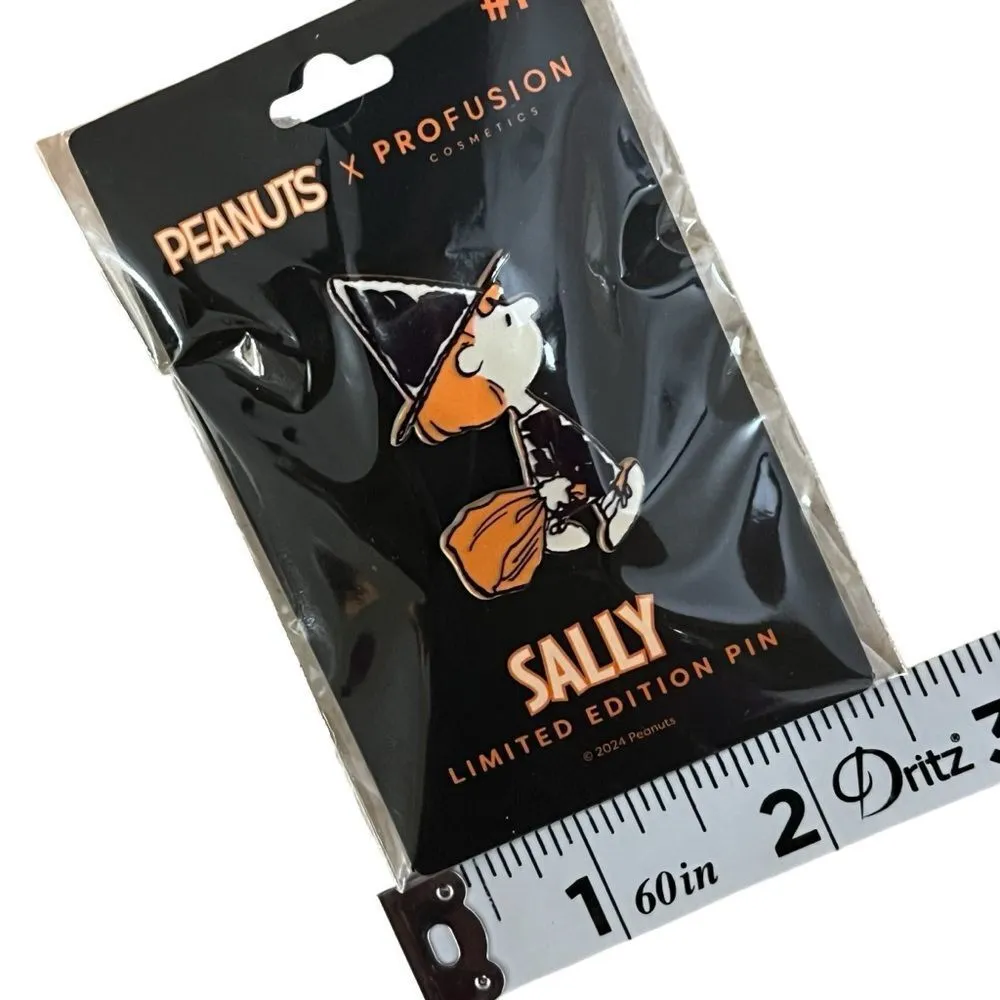 PEANUTS X PROFUSION
COSMETICS
SALLY
LIMITED EDITION PIN
© 2024 Peanuts
1 60in 2 Dritz® 3